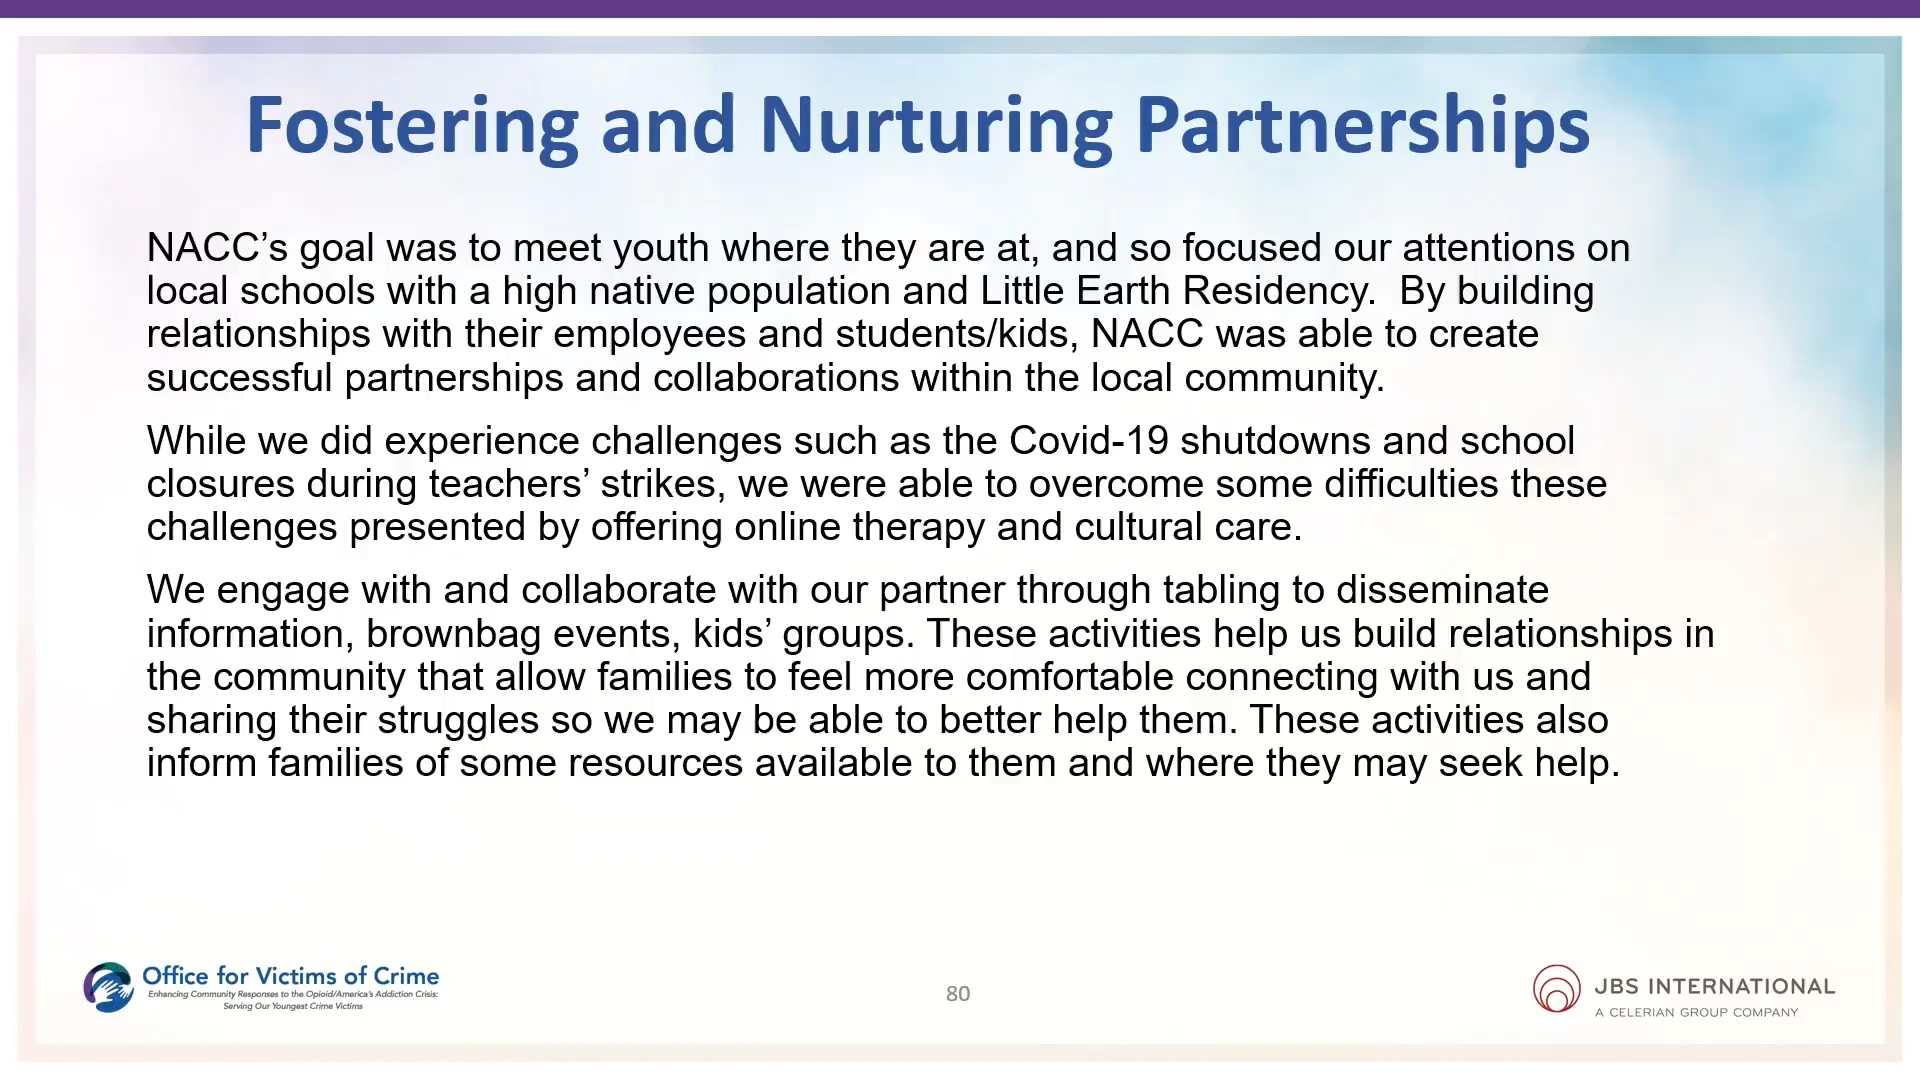 Fostering and Nurturing Partnerships
NACC’s goal was to meet youth where they are at, and so focused our attentions on
local schools with a high native population and Little Earth Residency.  By building
relationships with their employees and students/kids, NACC was able to create
successful partnerships and collaborations within the local community.
While we did experience challenges such as the Covid-19 shutdowns and school
closures during teachers’ strikes, we were able to overcome some difficulties these
challenges presented by offering online therapy and cultural care.
We engage with and collaborate with our partner through tabling to disseminate
information, brownbag events, kids’ groups. These activities help us build relationships in
the community that allow families to feel more comfortable connecting with us and
sharing their struggles so we may be able to better help them. These activities also
inform families of some resources available to them and where they may seek help.
Office for Victims of Crime
Enhancing Community Responses to the Opioid/America’s Addiction Crisis:
Serving Our Youngest Crime Victims
80
JBS INTERNATIONAL
A CELERIAN GROUP COMPANY